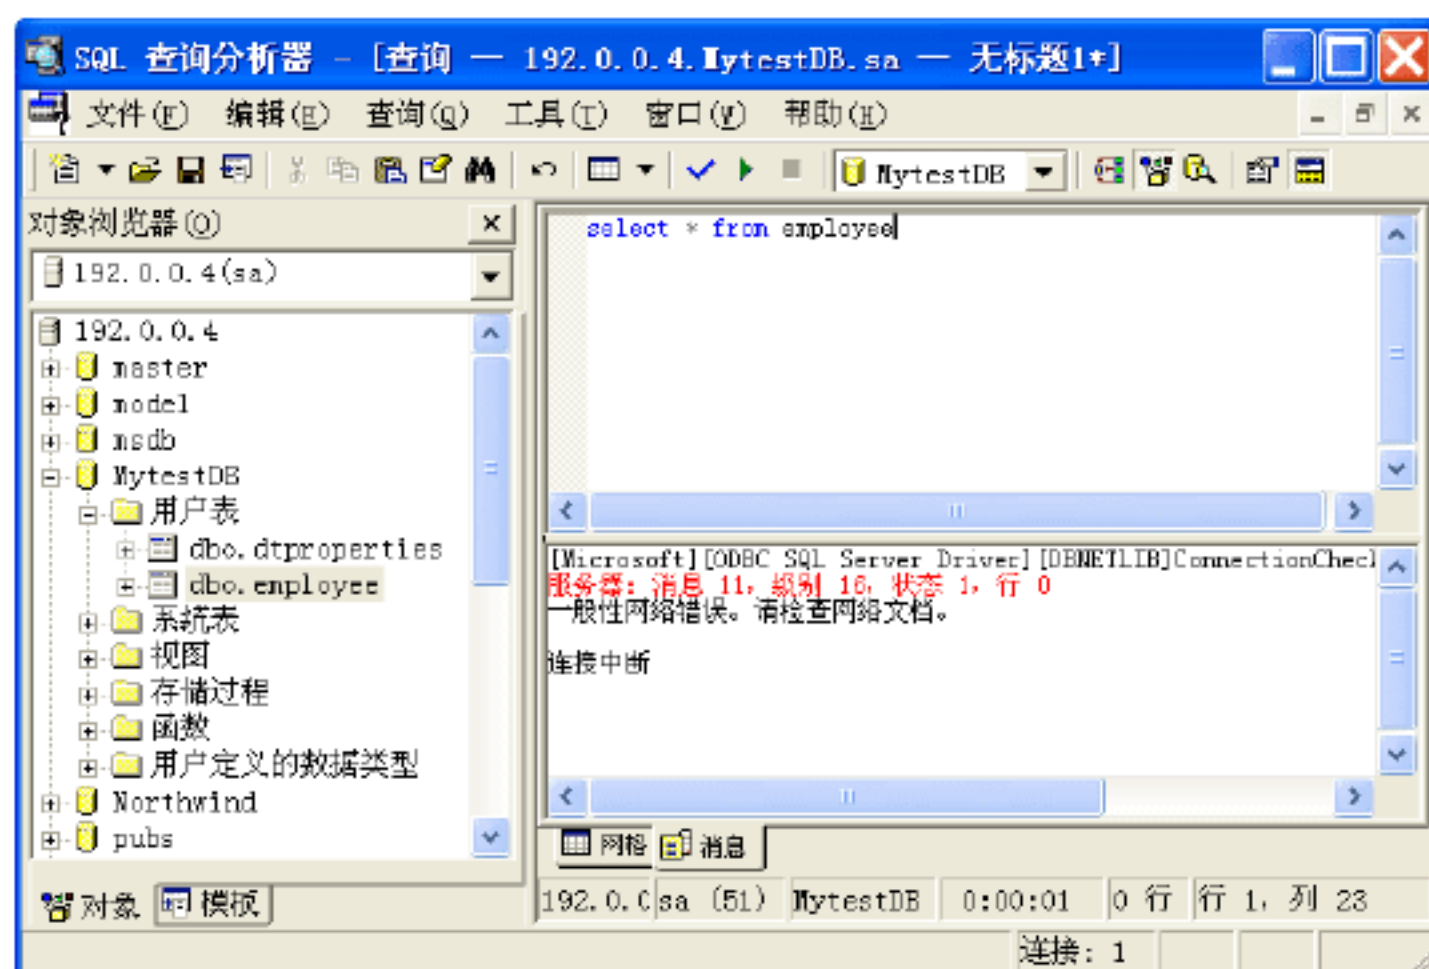 SQL 查询分析器 - [查询 — 192.0.0.4.MytestDB.sa — 无标题1*]
文件(F) 编辑(E) 查询(Q) 工具(T) 窗口(W) 帮助(H)
MytestDB
对象浏览器(O)
192.0.0.4(sa)
192.0.0.4
master
model
msdb
MytestDB
用户表
dbo.dtproperties
dbo.employee
系统表
视图
存储过程
函数
用户定义的数据类型
Northwind
pubs
对象 模板
select * from employee
[Microsoft][ODBC SQL Server Driver][DBNETLIB]ConnectionChec
服务器: 消息 11，级别 16，状态 1，行 0
一般性网络错误。请检查网络文档。
连接中断
网格 消息
192.0.0 sa (51) MytestDB 0:00:01 0 行 行 1, 列 23
连接: 1